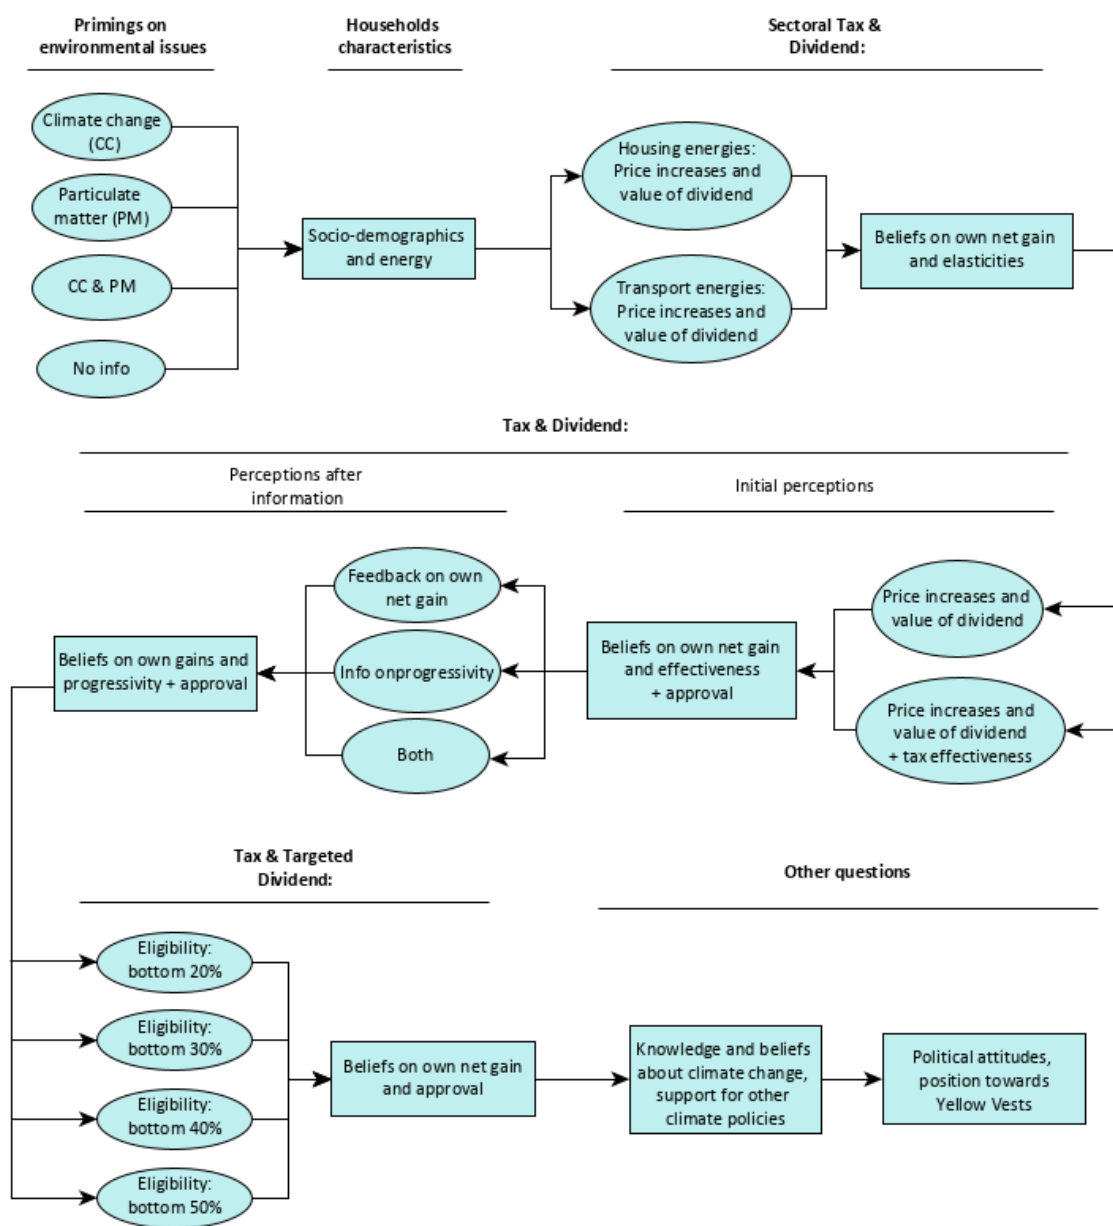 Primings on
environmental issues
Households
characteristics
Sectoral Tax &
Dividend:
Climate change
(CC)
Particulate
matter (PM)
CC & PM
No info
Socio-demographics
and energy
Housing energies:
Price increases and
value of dividend
Transport energies:
Price increases and
value of dividend
Beliefs on own net gain
and elasticities
Tax & Dividend:
Perceptions after
information
Initial perceptions
Feedback on own
net gain
Info onprogressivity
Both
Beliefs on own gains and
progressivity + approval
Beliefs on own net gain
and effectiveness
+ approval
Price increases and
value of dividend
Price increases and
value of dividend
+ tax effectiveness
Tax & Targeted
Dividend:
Other questions
Eligibility:
bottom 20%
Eligibility:
bottom 30%
Eligibility:
bottom 40%
Eligibility:
bottom 50%
Beliefs on own net gain
and approval
Knowledge and beliefs
about climate change,
support for other
climate policies
Political attitudes,
position towards
Yellow Vests